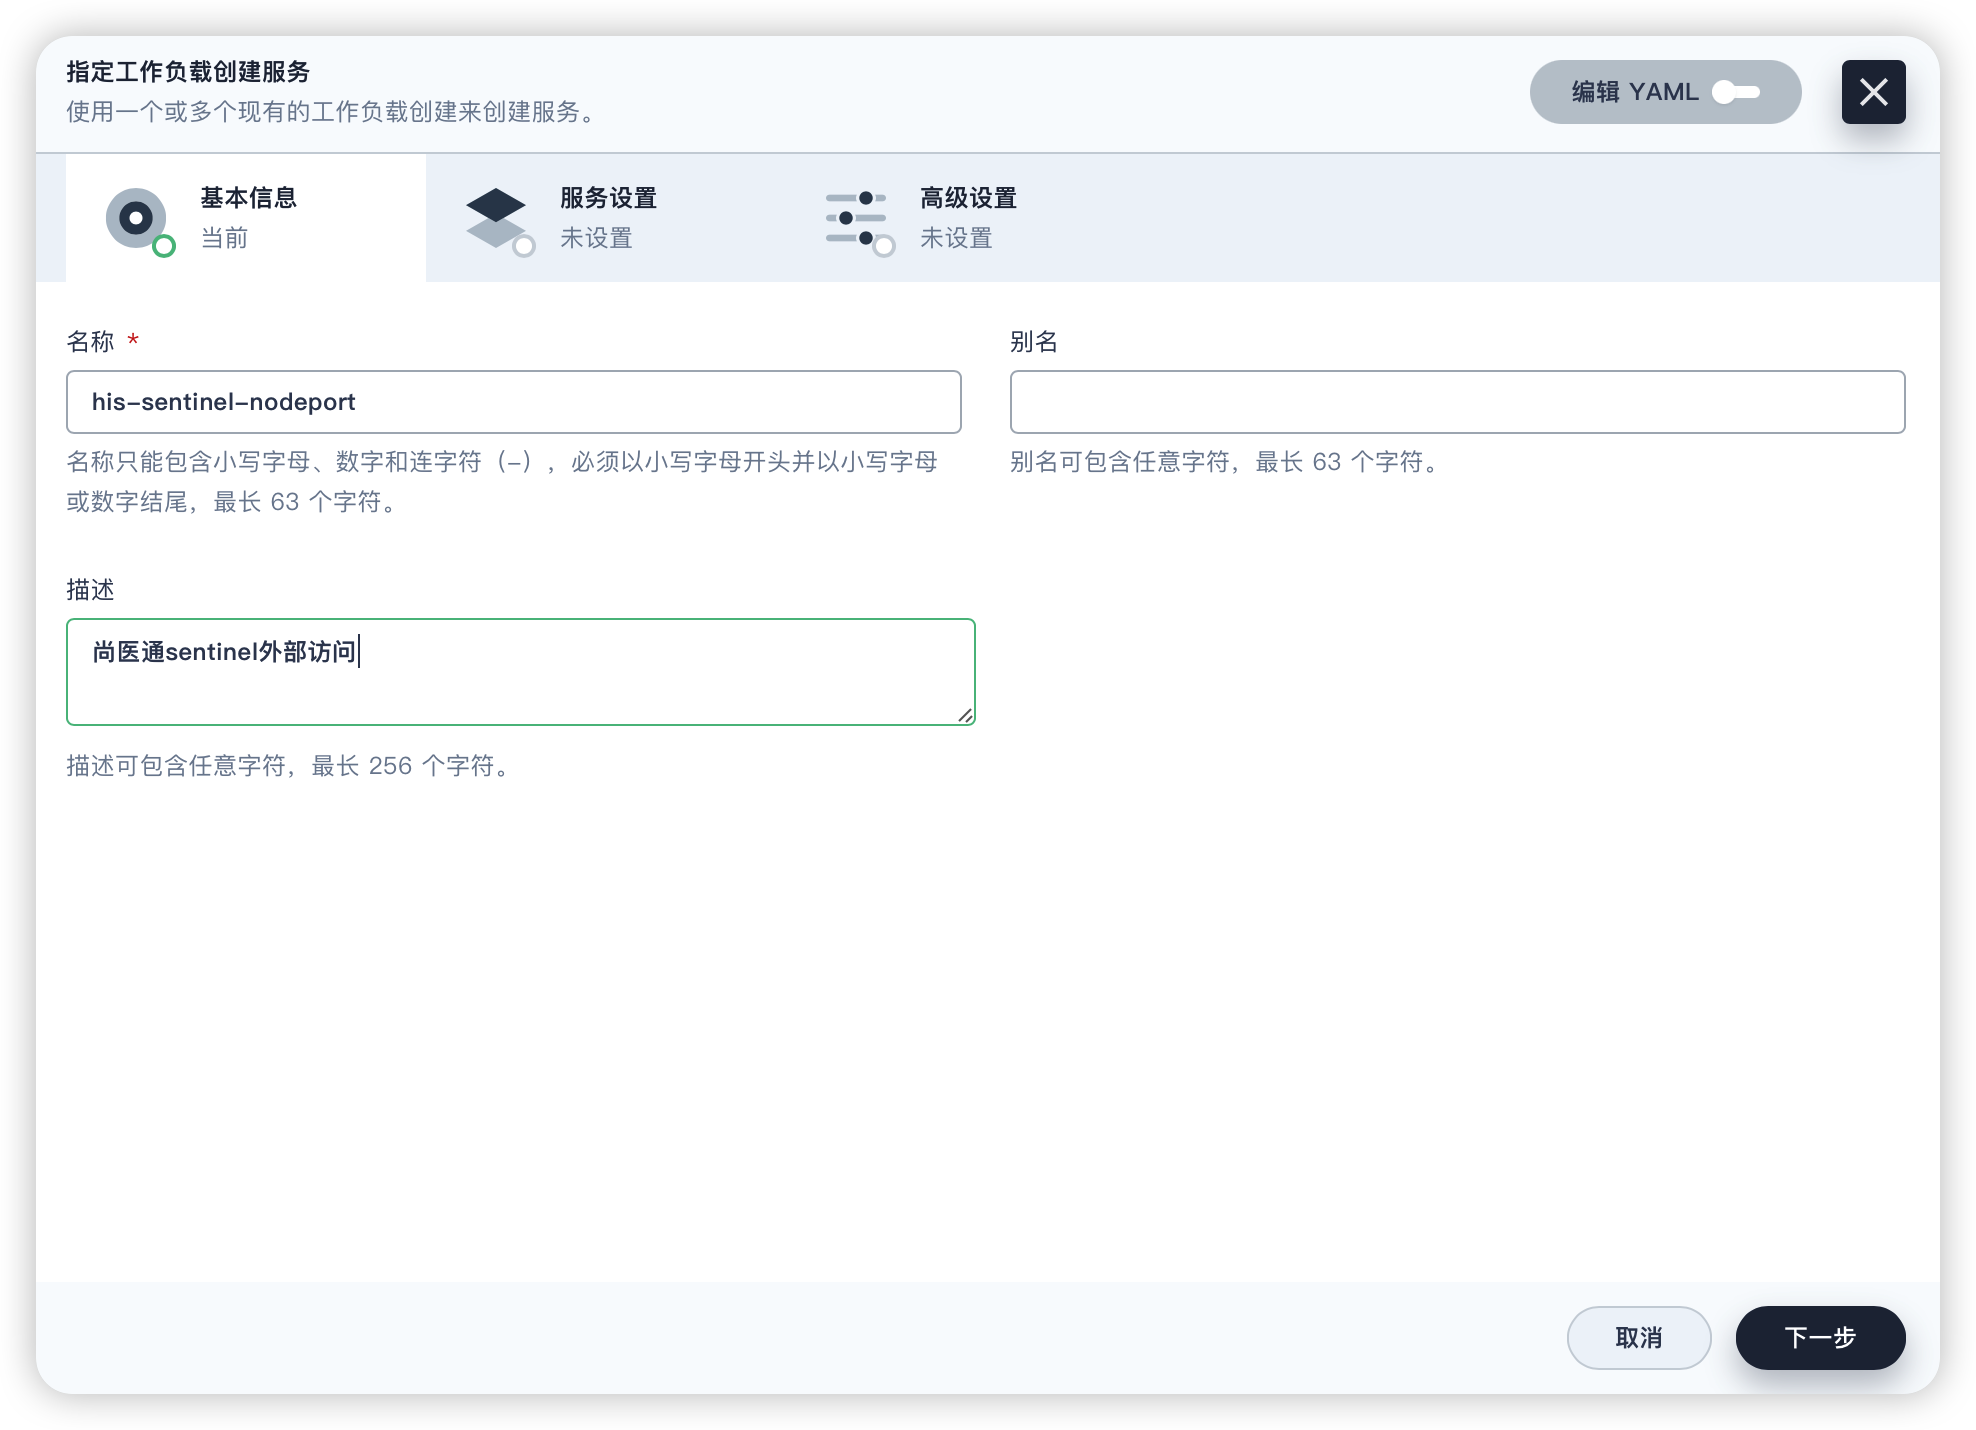 指定工作负载创建服务
使用一个或多个现有的工作负载创建来创建服务。
编辑 YAML
基本信息
当前
服务设置
未设置
高级设置
未设置
名称 *
his-sentinel-nodeport
名称只能包含小写字母、数字和连字符（-），必须以小写字母开头并以小写字母
或数字结尾，最长 63 个字符。
别名
别名可包含任意字符，最长 63 个字符。
描述
尚医通sentinel外部访问
描述可包含任意字符，最长 256 个字符。
取消
下一步